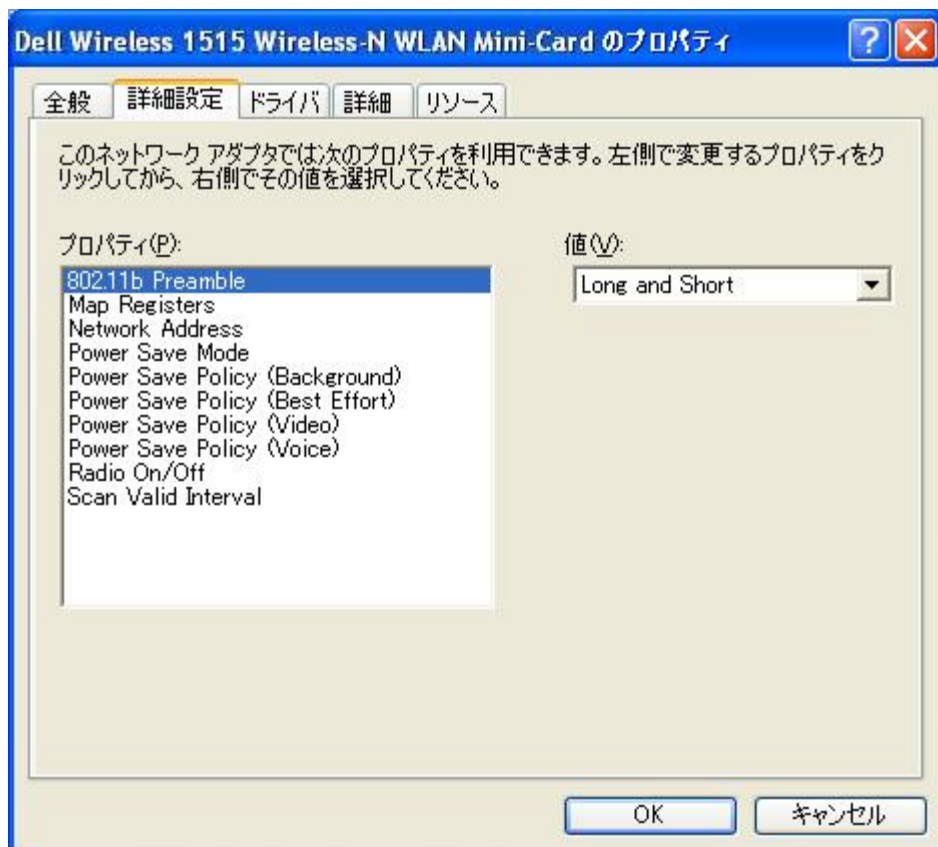 Dell Wireless 1515 Wireless-N WLAN Mini-Card のプロパティ
全般
詳細設定
ドライバ
詳細
リソース
このネットワーク アダプタでは次のプロパティを利用できます。左側で変更するプロパティをク
リックしてから、右側でその値を選択してください。
プロパティ(P):
802.11b Preamble
Map Registers
Network Address
Power Save Mode
Power Save Policy (Background)
Power Save Policy (Best Effort)
Power Save Policy (Video)
Power Save Policy (Voice)
Radio On/Off
Scan Valid Interval
値(V):
Long and Short
OK
キャンセル